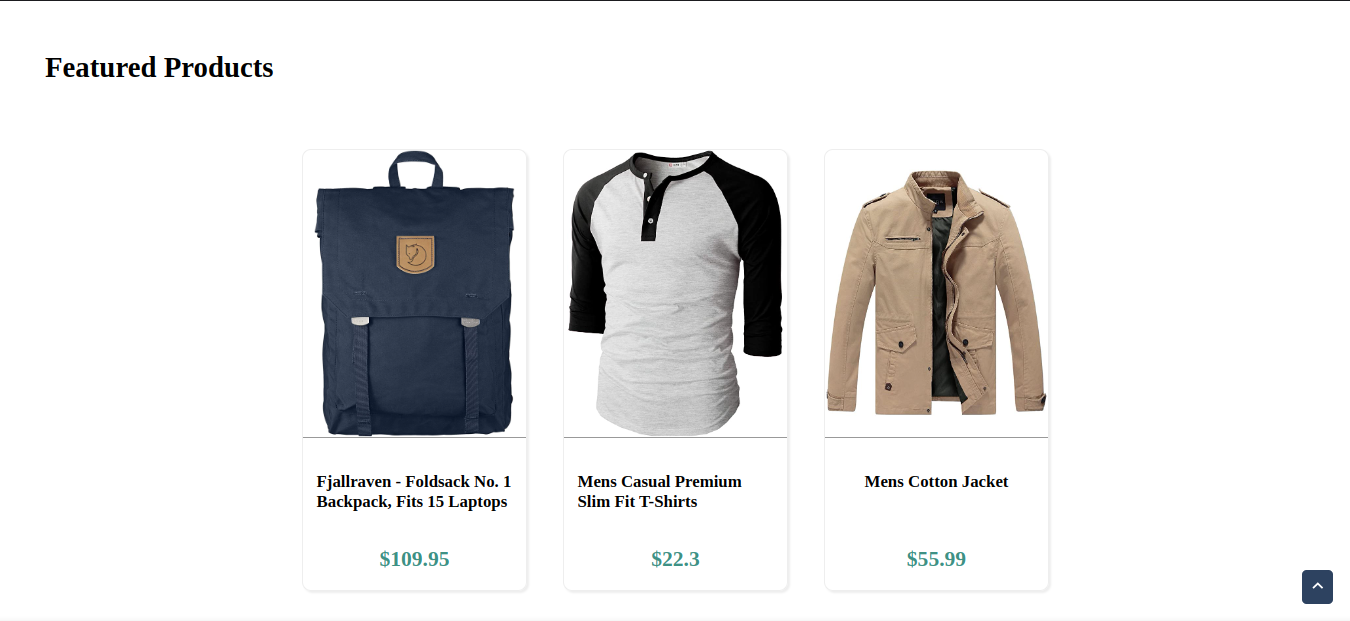 Featured Products
Fjallraven - Foldsack No. 1
Backpack, Fits 15 Laptops
$109.95
Mens Casual Premium
Slim Fit T-Shirts
$22.3
Mens Cotton Jacket
$55.99